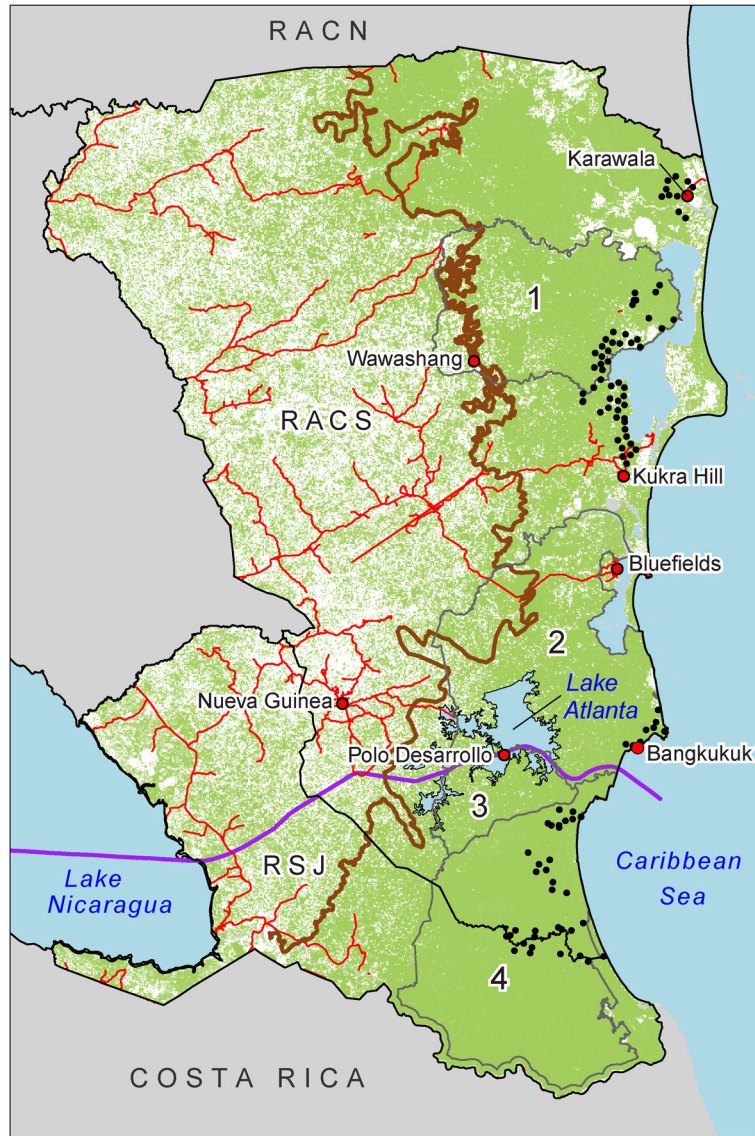 RACN
Karawala
1
Wawashang
RACS
Kukra Hill
Bluefields
2
Lake
Atlanta
Nueva Guinea
Polo Desarrollo
Bangkukuk
3
RSJ
Lake
Nicaragua
Caribbean
Sea
4
COSTA RICA